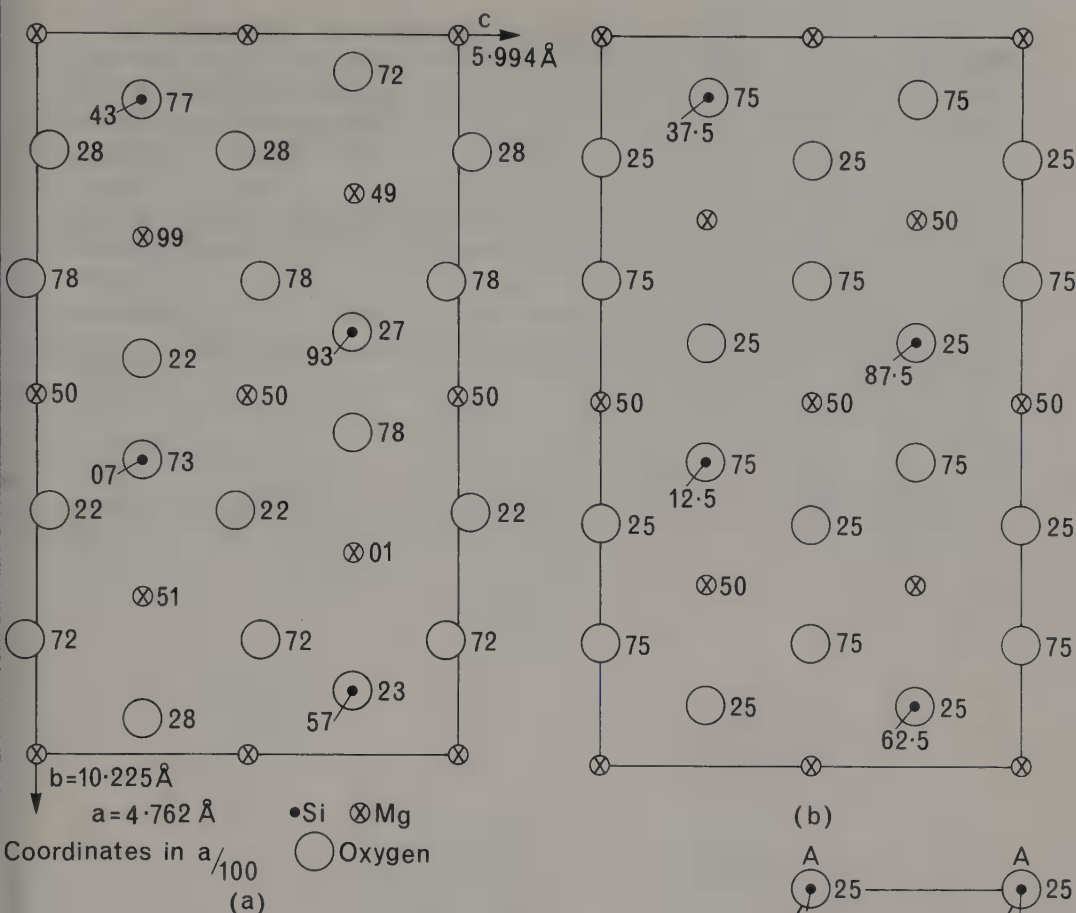 c
5·994 Å
72
77
43
28 28 28
49
99
78 78 78
27
93
22
50 50 50
78
73
07
22 22 22
01
51
72 72 72
23
57
28
b=10·225 Å
a=4·762 Å
•Si ⊗Mg
Coordinates in a/100 Oxygen
(a)
75 75
37·5
25 25 25
50
75 75 75
25 25
87·5
50 50 50
75 75
12·5
25 25 25
50
75 75 75
25 25
62·5
(b)
A A
25 25